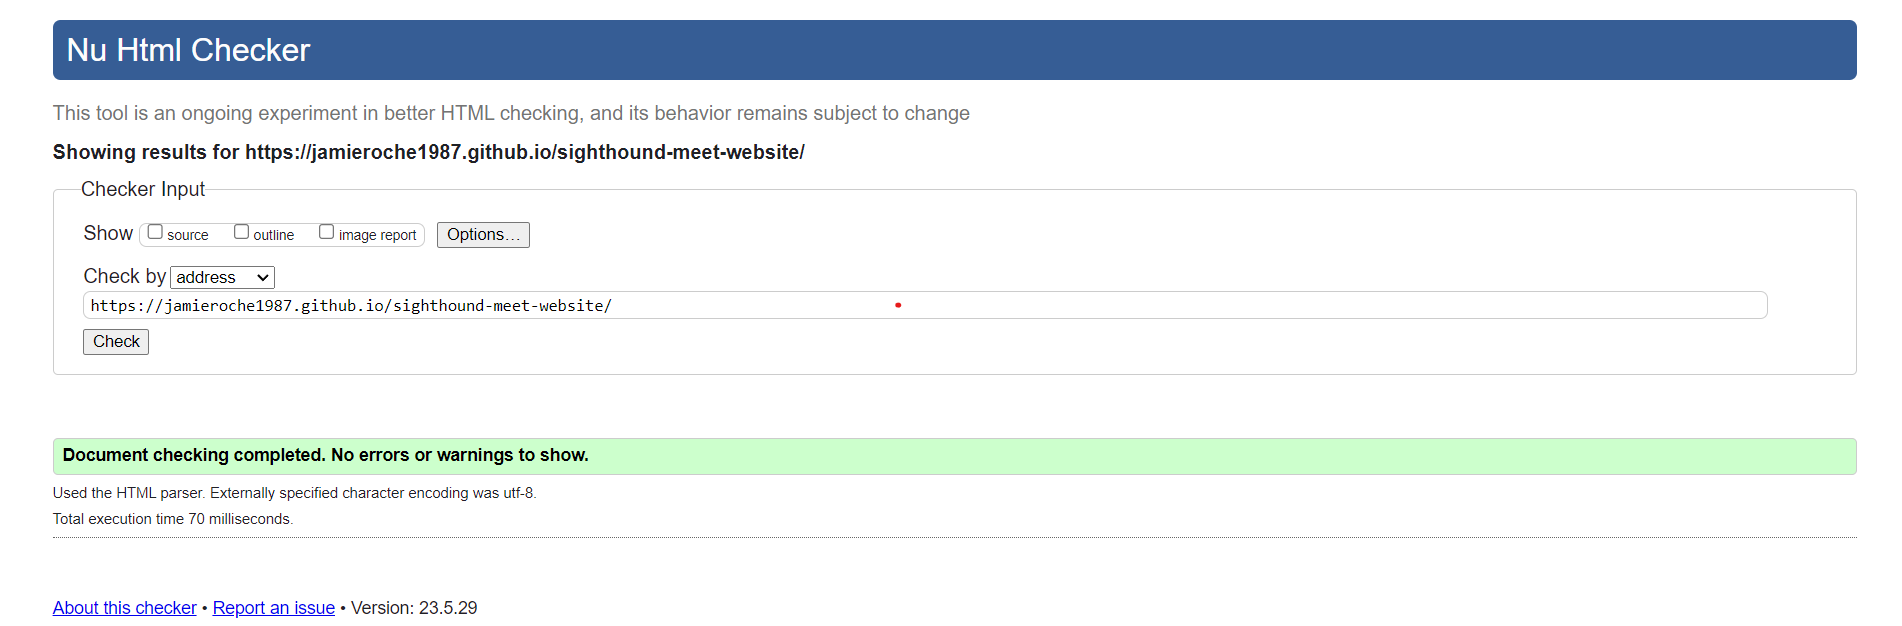 Nu Html Checker
This tool is an ongoing experiment in better HTML checking, and its behavior remains subject to change
Showing results for https://jamieroche1987.github.io/sighthound-meet-website/
Checker Input
Show source outline image report Options…
Check by address
https://jamieroche1987.github.io/sighthound-meet-website/
Check
Document checking completed. No errors or warnings to show.
Used the HTML parser. Externally specified character encoding was utf-8.
Total execution time 70 milliseconds.
About this checker • Report an issue • Version: 23.5.29